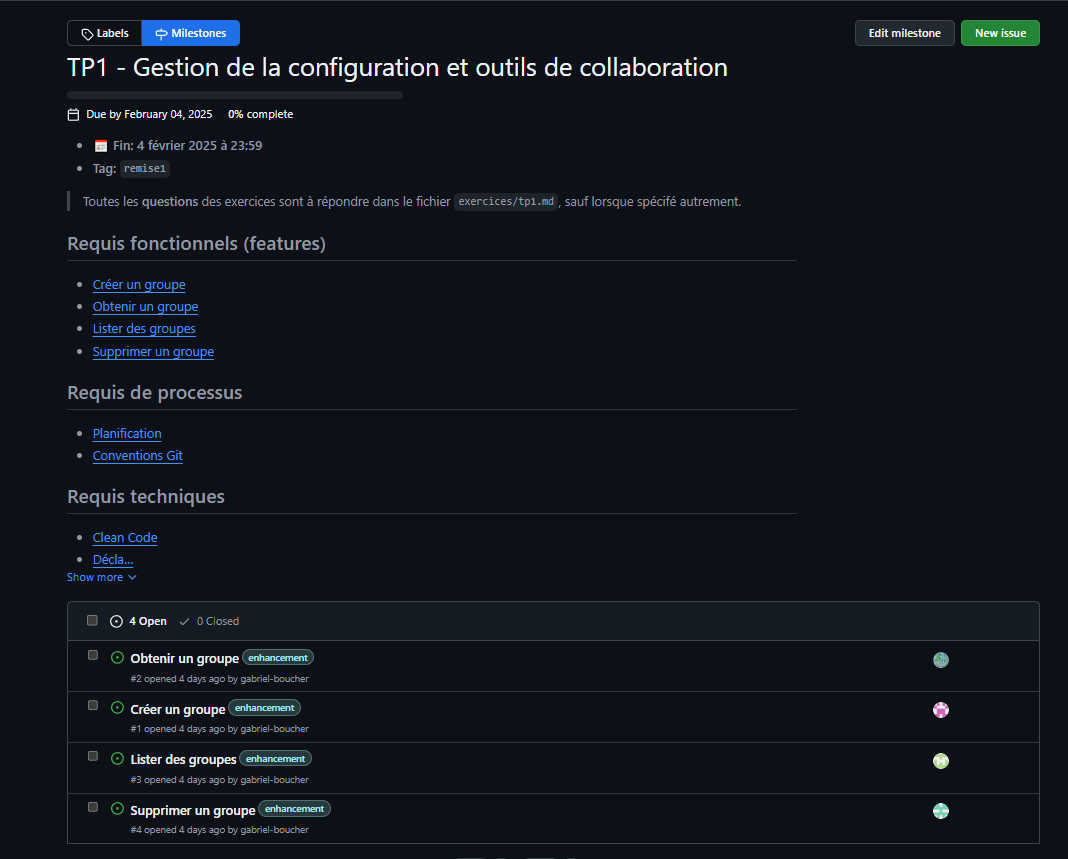 Labels
Milestones
Edit milestone
New issue
TP1 - Gestion de la configuration et outils de collaboration
Due by February 04, 2025 0% complete
Fin: 4 février 2025 à 23:59
Tag: remise1
Toutes les questions des exercices sont à répondre dans le fichier exercices/tp1.md, sauf lorsque spécifé autrement.
Requis fonctionnels (features)
Créer un groupe
Obtenir un groupe
Lister des groupes
Supprimer un groupe
Requis de processus
Planification
Conventions Git
Requis techniques
Clean Code
Décla...
Show more
4 Open 0 Closed
Obtenir un groupe enhancement
#2 opened 4 days ago by gabriel-boucher
Créer un groupe enhancement
#1 opened 4 days ago by gabriel-boucher
Lister des groupes enhancement
#3 opened 4 days ago by gabriel-boucher
Supprimer un groupe enhancement
#4 opened 4 days ago by gabriel-boucher